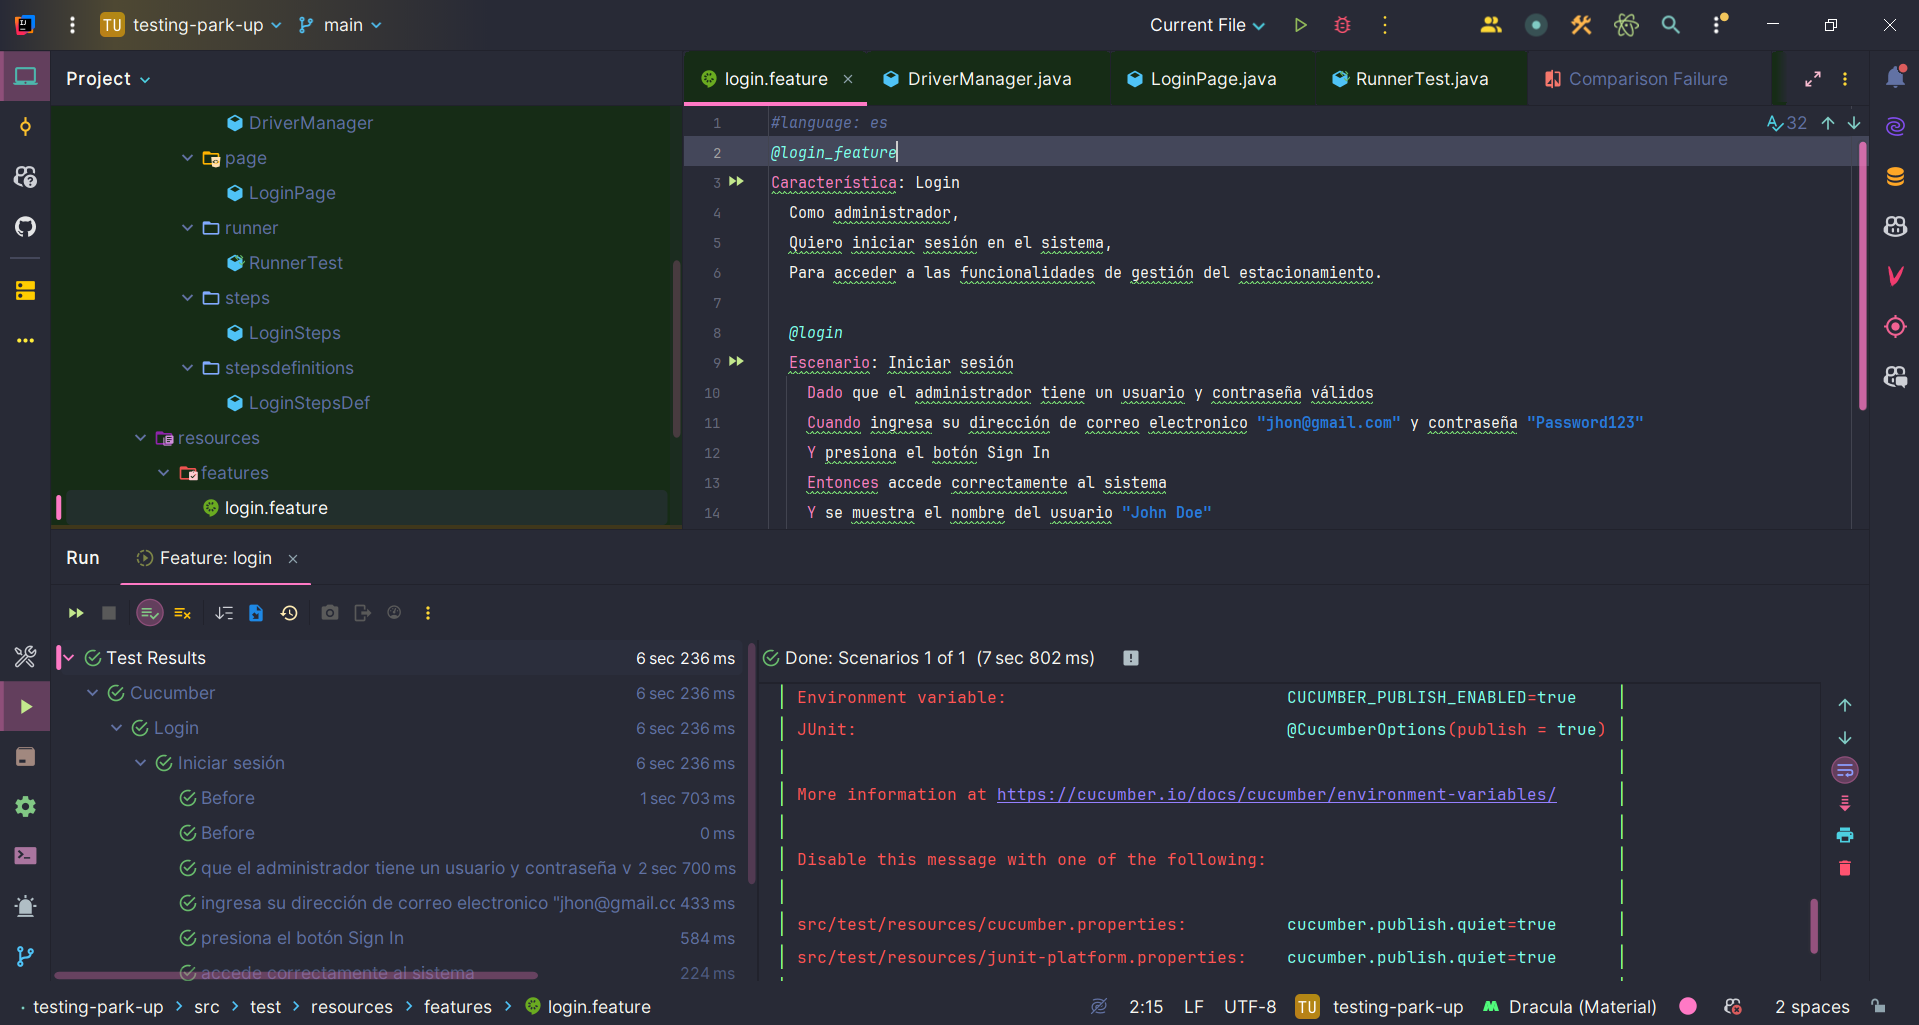 TU testing-park-up main Current File
Project
login.feature DriverManager.java LoginPage.java RunnerTest.java Comparison Failure
DriverManager
page
LoginPage
runner
RunnerTest
steps
LoginSteps
stepsdefinitions
LoginStepsDef
resources
features
login.feature
32
1 #language: es
2 @login_feature
3 Característica: Login
4 Como administrador,
5 Quiero iniciar sesión en el sistema,
6 Para acceder a las funcionalidades de gestión del estacionamiento.
7
8 @login
9 Escenario: Iniciar sesión
10 Dado que el administrador tiene un usuario y contraseña válidos
11 Cuando ingresa su dirección de correo electronico "jhon@gmail.com" y contraseña "Password123"
12 Y presiona el botón Sign In
13 Entonces accede correctamente al sistema
14 Y se muestra el nombre del usuario "John Doe"
Run Feature: login
Test Results 6 sec 236 ms
Cucumber 6 sec 236 ms
Login 6 sec 236 ms
Iniciar sesión 6 sec 236 ms
Before 1 sec 703 ms
Before 0 ms
que el administrador tiene un usuario y contraseña v 2 sec 700 ms
ingresa su dirección de correo electronico "jhon@gmail.cc 433 ms
presiona el botón Sign In 584 ms
accede correctamente al sistema 224 ms
Done: Scenarios 1 of 1 (7 sec 802 ms)
Environment variable: CUCUMBER_PUBLISH_ENABLED=true
JUnit: @CucumberOptions(publish = true)
More information at https://cucumber.io/docs/cucumber/environment-variables/
Disable this message with one of the following:
src/test/resources/cucumber.properties: cucumber.publish.quiet=true
src/test/resources/junit-platform.properties: cucumber.publish.quiet=true
testing-park-up > src > test > resources > features > login.feature
2:15 LF UTF-8 TU testing-park-up Dracula (Material) 2 spaces